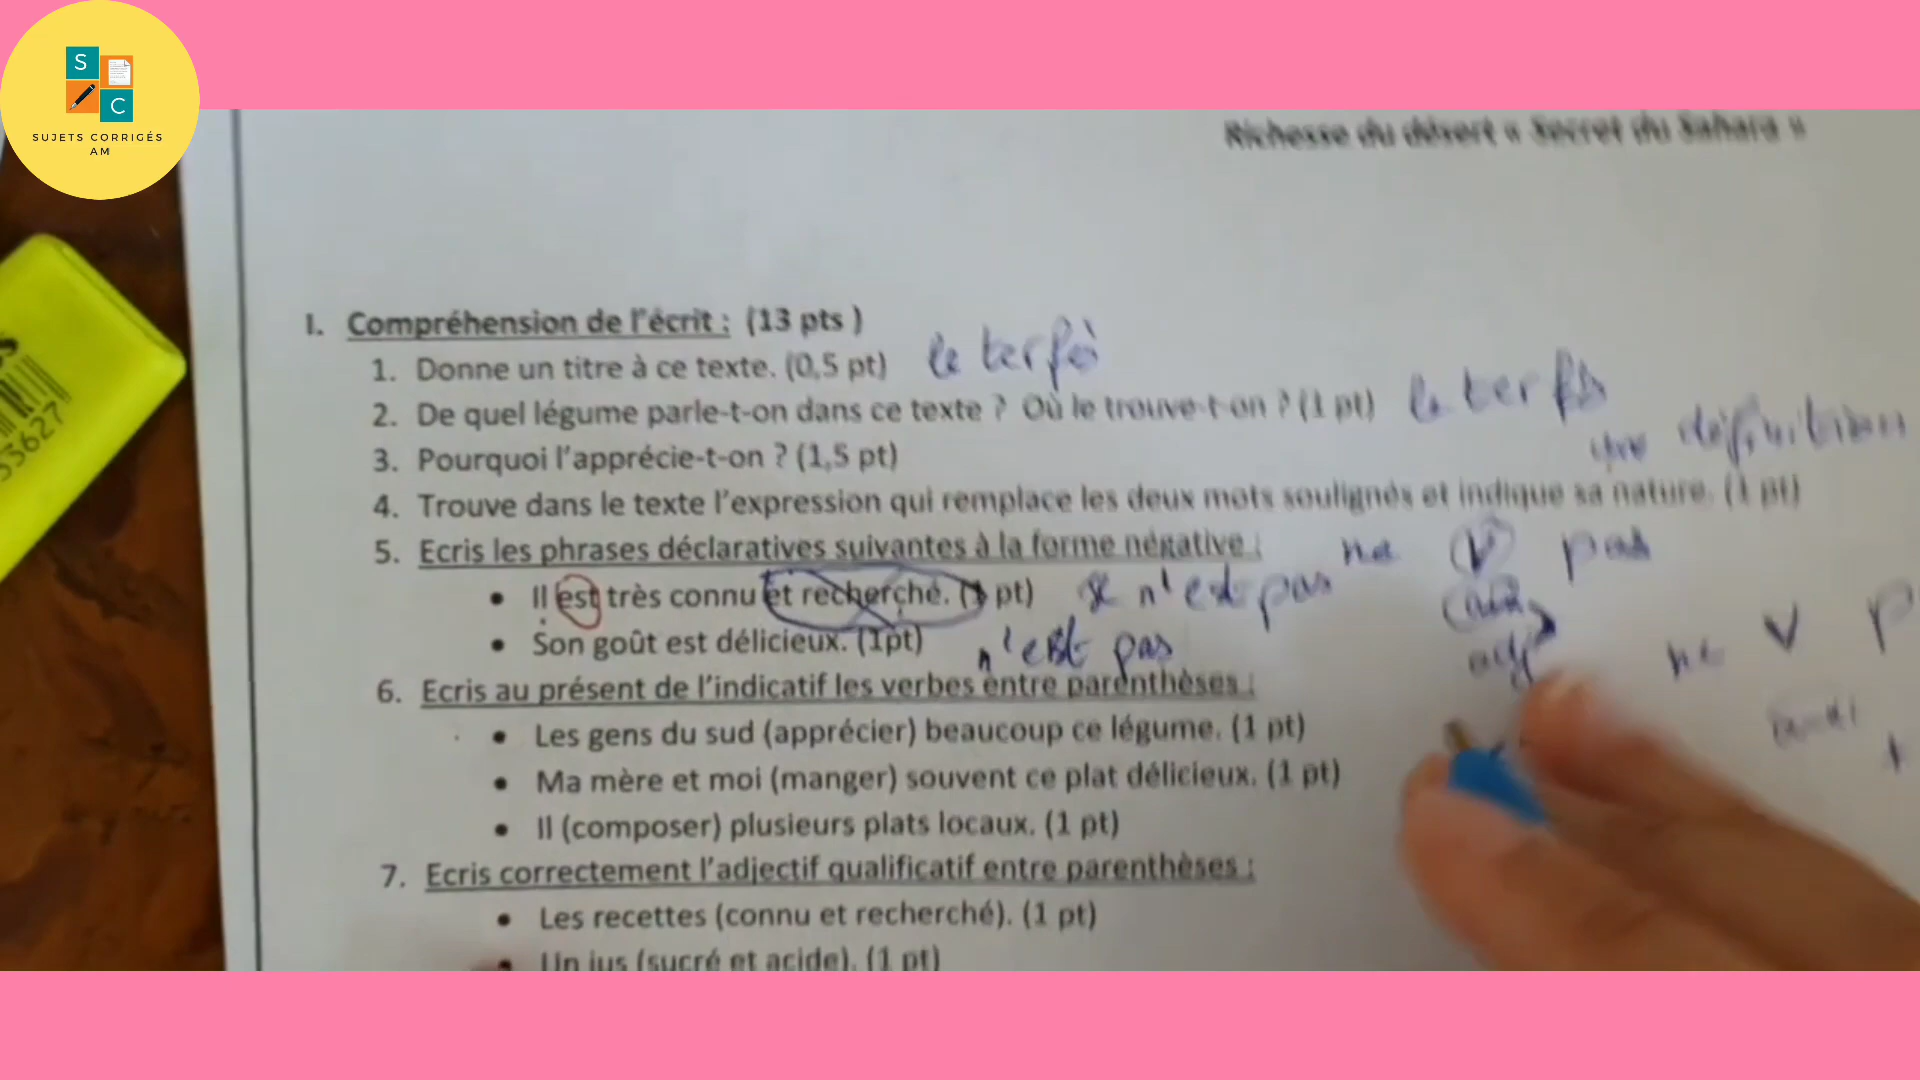 S
C
SUJETS CORRIGÉS
AM
Richesse du désert « Secret du Sahara »
53627
I. Compréhension de l'écrit : (13 pts )
1. Donne un titre à ce texte. (0,5 pt) le terfès
2. De quel légume parle-t-on dans ce texte ? Où le trouve-t-on ? (1 pt) le terfès
une définition
3. Pourquoi l'apprécie-t-on ? (1,5 pt)
4. Trouve dans le texte l'expression qui remplace les deux mots soulignés et indique sa nature. (1 pt)
5. Ecris les phrases déclaratives suivantes à la forme négative : ne V pas
• Il est très connu et recherché. (1 pt) n'est pas
• Son goût est délicieux. (1pt) n'est pas
ne V p
6. Ecris au présent de l'indicatif les verbes entre parenthèses :
• Les gens du sud (apprécier) beaucoup ce légume. (1 pt)
• Ma mère et moi (manger) souvent ce plat délicieux. (1 pt)
• Il (composer) plusieurs plats locaux. (1 pt)
7. Ecris correctement l'adjectif qualificatif entre parenthèses :
• Les recettes (connu et recherché). (1 pt)
• Un jus (sucré et acide). (1 pt)